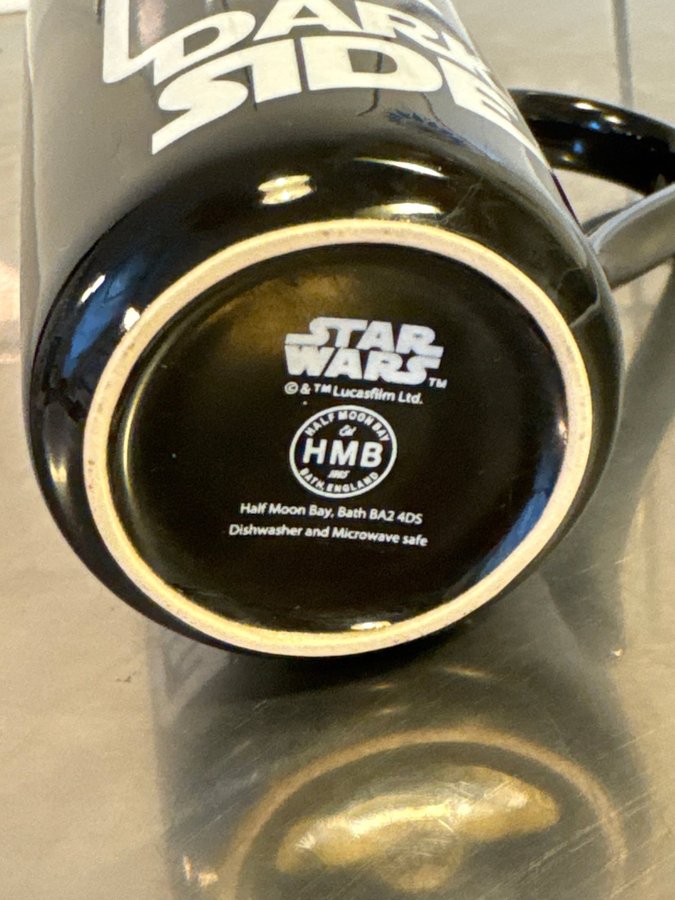 DARK
SIDE
STAR
WARS™
© & ™ Lucasfilm Ltd.
HALF MOON BAY
HMB
BATH, ENGLAND
Half Moon Bay, Bath BA2 4DS
Dishwasher and Microwave safe